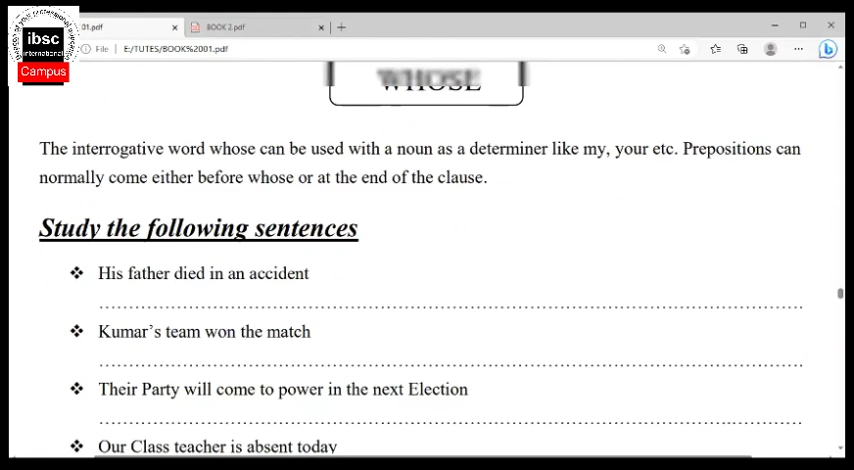 01.pdf
BOOK 2.pdf
ibsc
international
Campus
File
E:/TUTES/BOOK%2001.pdf
WHOSE
The interrogative word whose can be used with a noun as a determiner like my, your etc. Prepositions can
normally come either before whose or at the end of the clause.
Study the following sentences
❖ His father died in an accident
❖ Kumar’s team won the match
❖ Their Party will come to power in the next Election
❖ Our Class teacher is absent today